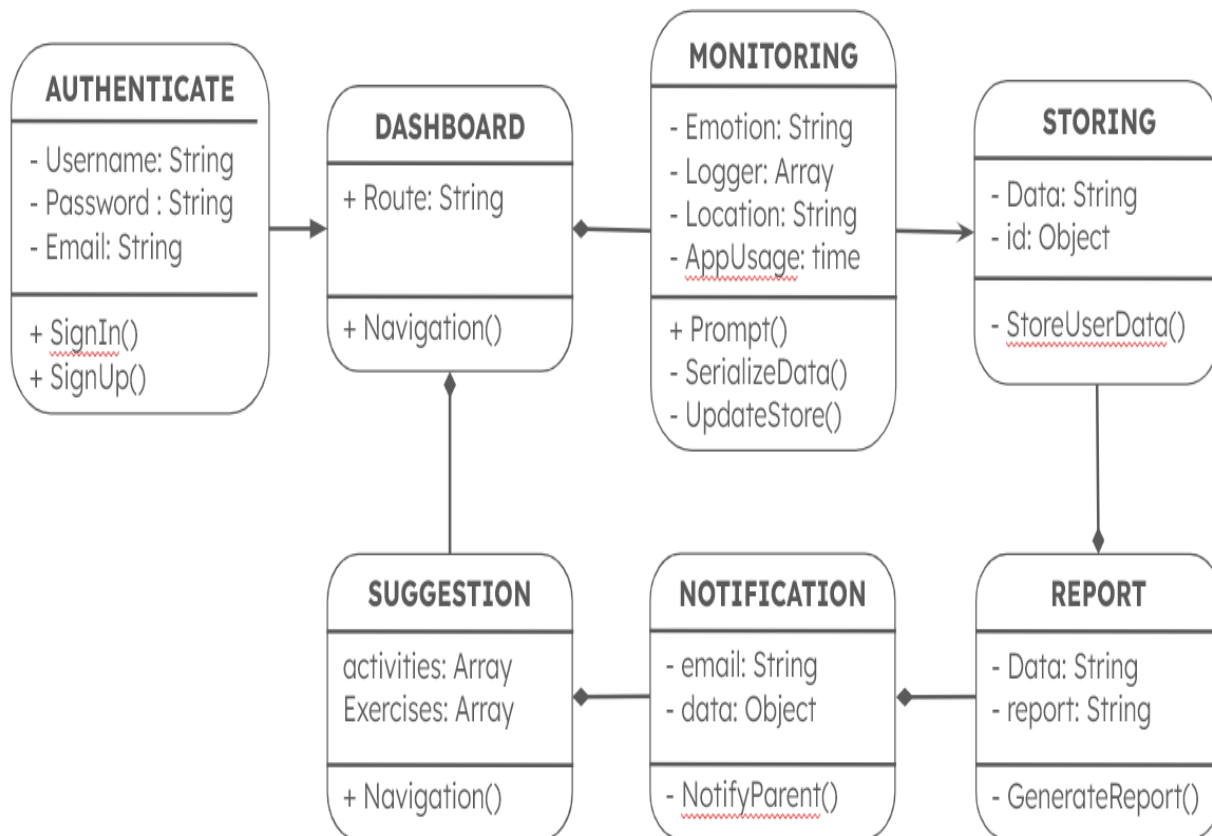 AUTHENTICATE
- Username: String
- Password : String
- Email: String
+ SignIn()
+ SignUp()
DASHBOARD
+ Route: String
+ Navigation()
MONITORING
- Emotion: String
- Logger: Array
- Location: String
- AppUsage: time
+ Prompt()
- SerializeData()
- UpdateStore()
STORING
- Data: String
- id: Object
- StoreUserData()
SUGGESTION
activities: Array
Exercises: Array
+ Navigation()
NOTIFICATION
- email: String
- data: Object
- NotifyParent()
REPORT
- Data: String
- report: String
- GenerateReport()